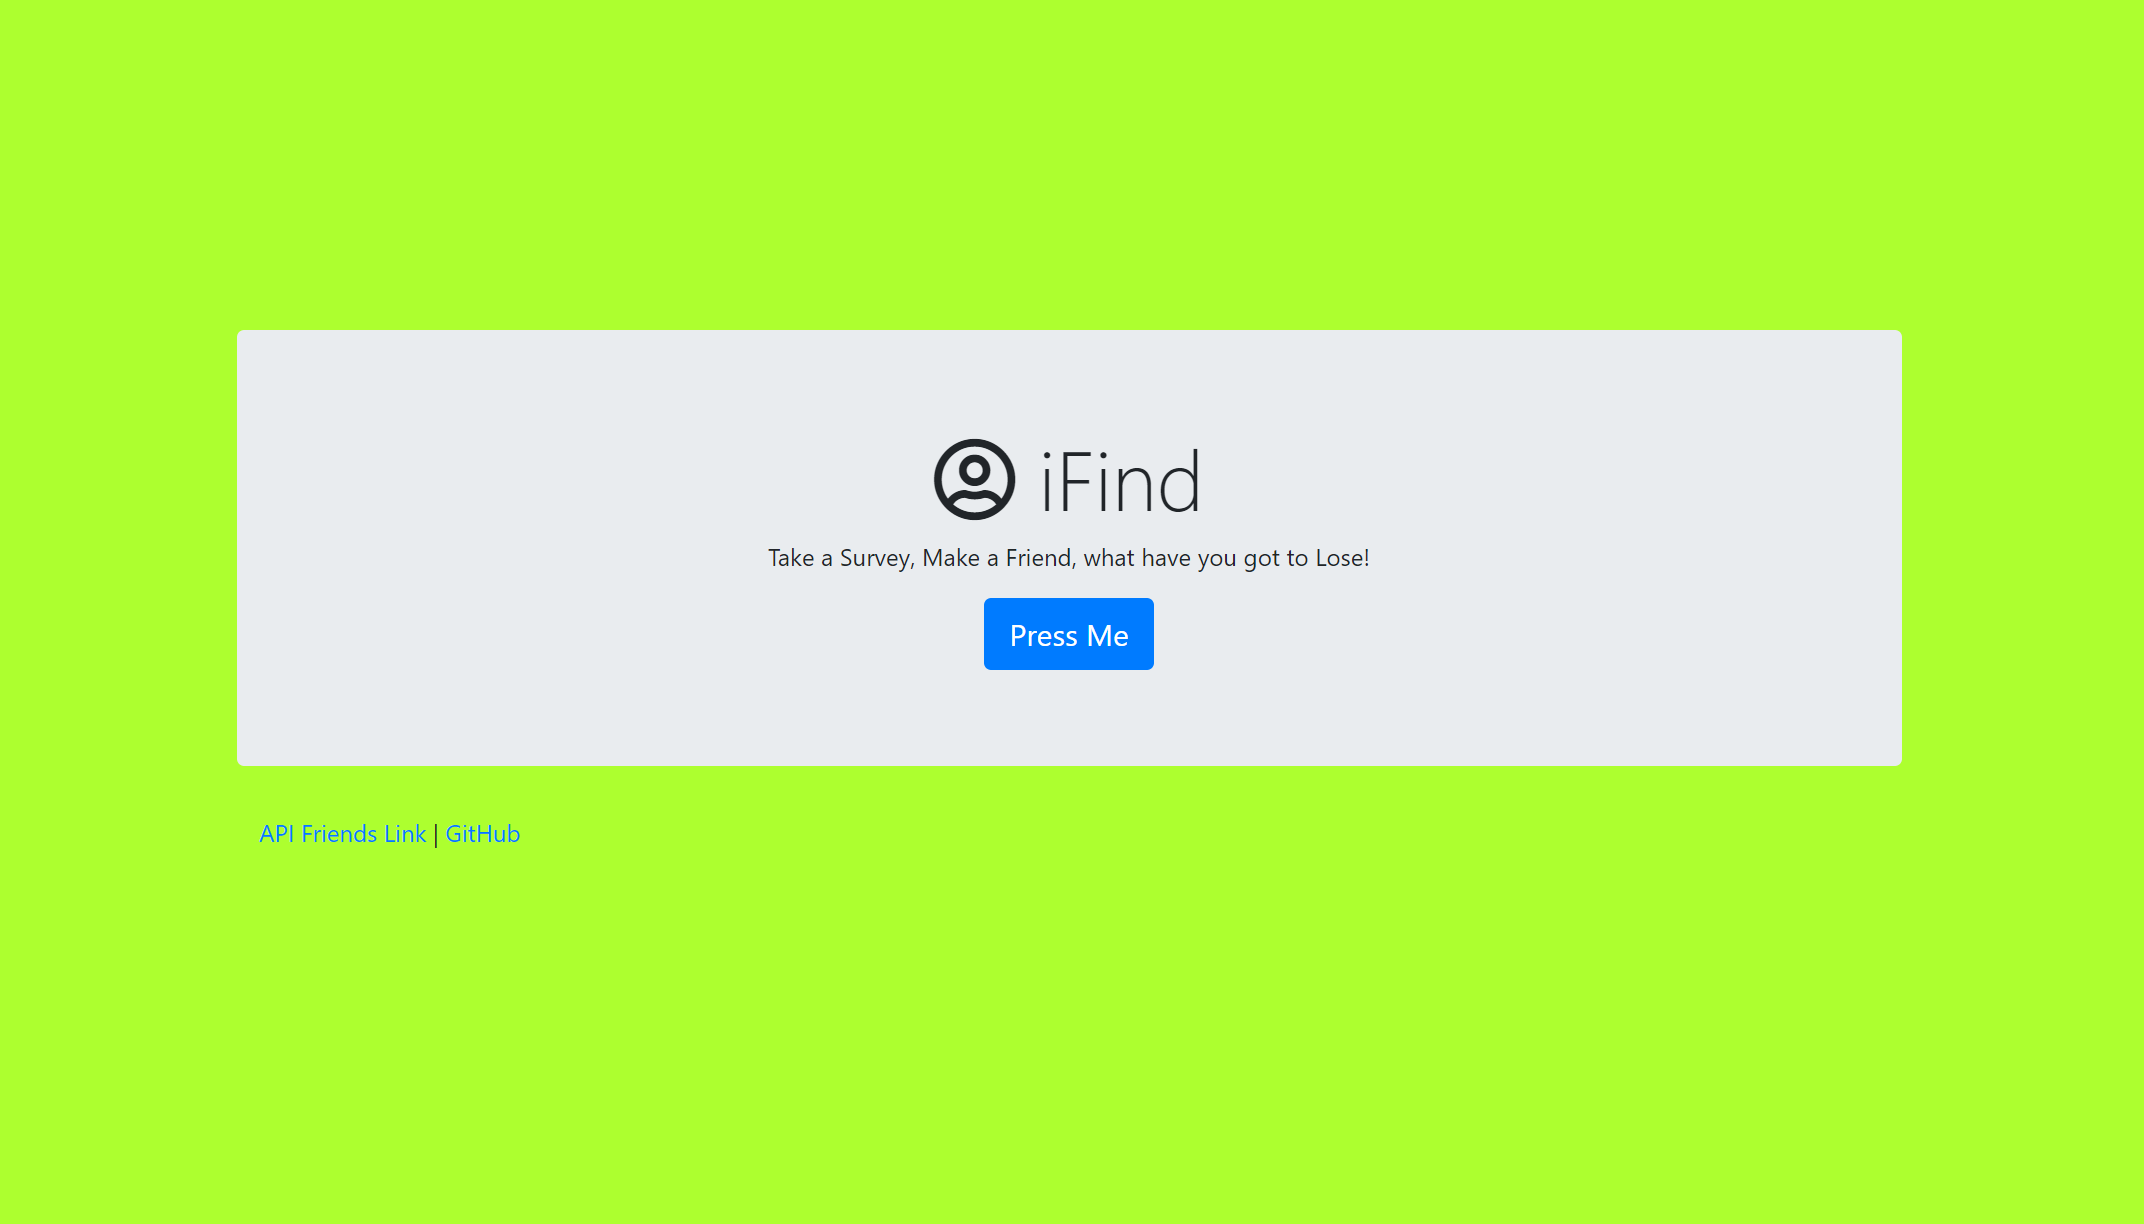 iFind
Take a Survey, Make a Friend, what have you got to Lose!
Press Me
API Friends Link | GitHub